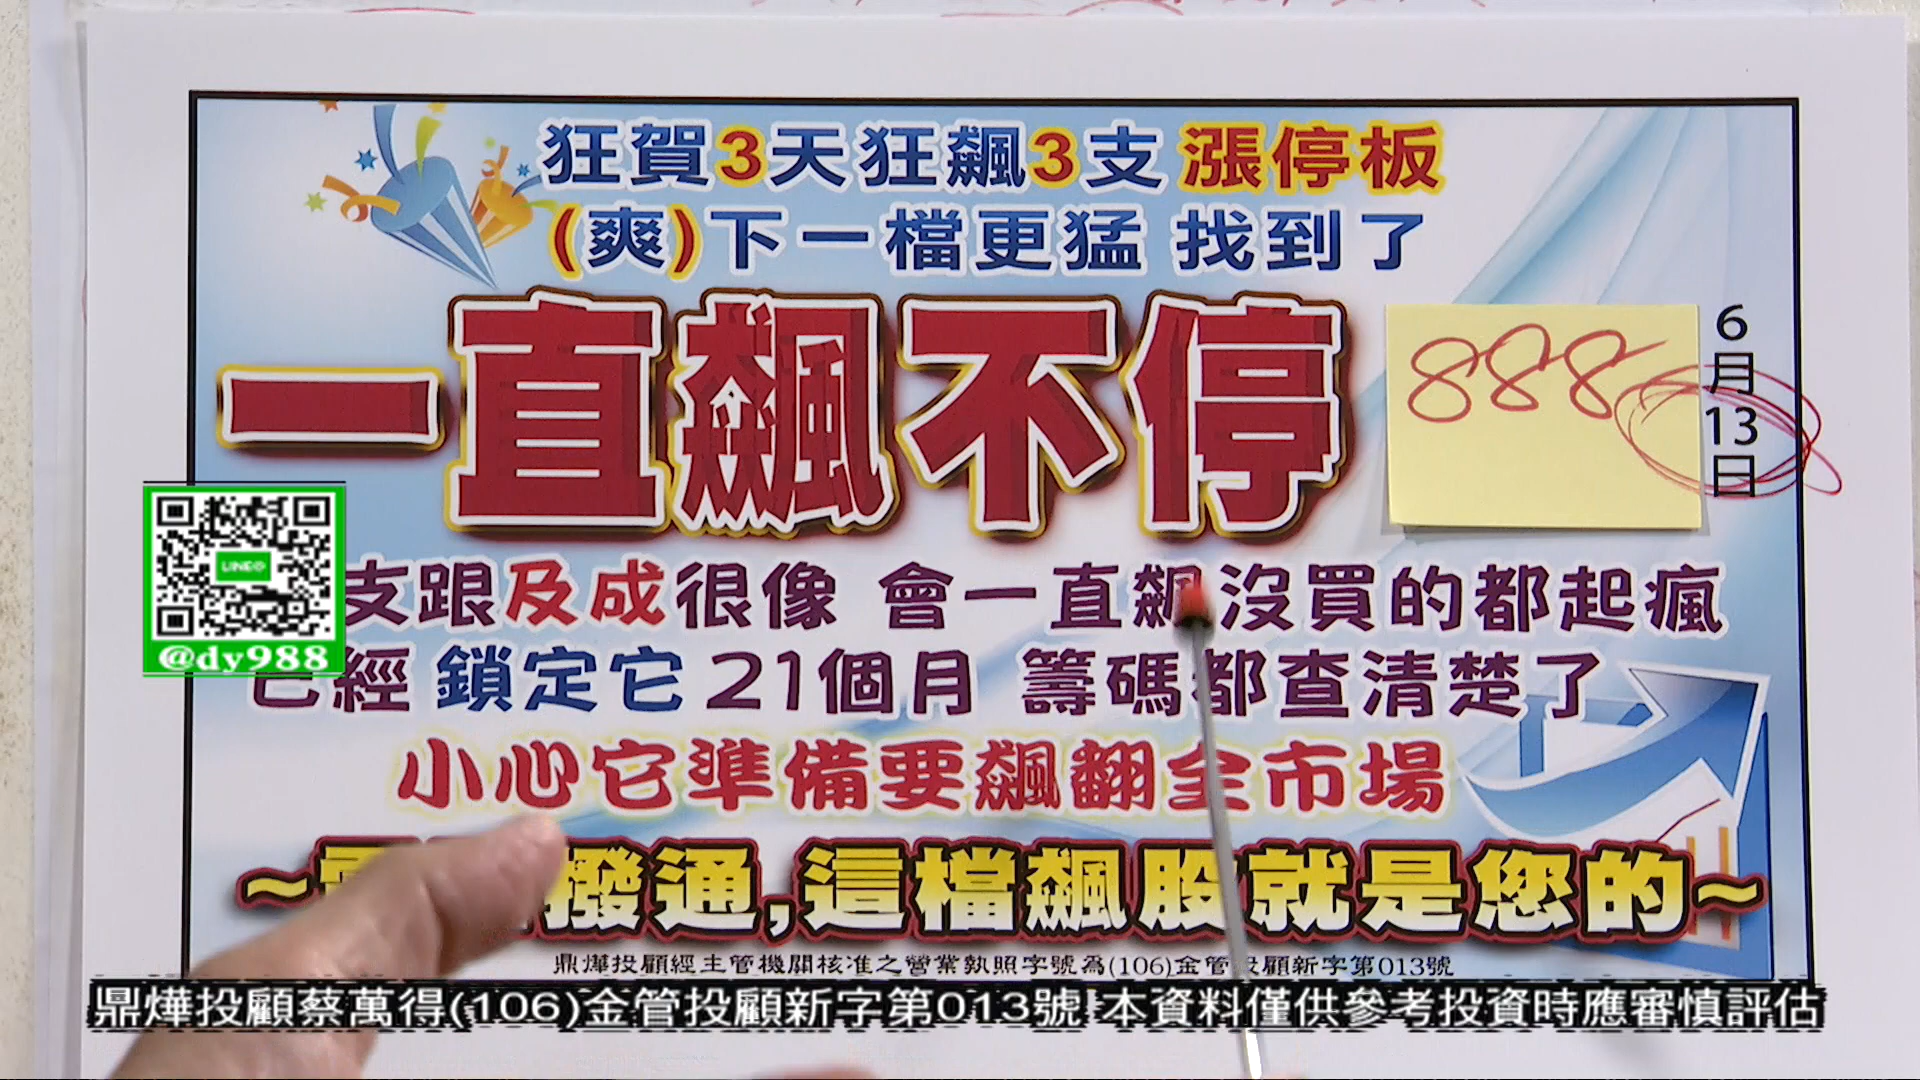 狂賀3天狂飆3支 漲停板
(爽)下一檔更猛 找到了
一直飆不停
888
6月13日
支跟及成很像 會一直飆 沒買的都起瘋
已經 鎖定它 21個月 籌碼都查清楚了
小心它準備要飆翻全市場
撥通,這檔飆股就是您的~
鼎燁投顧經主管機關核准之營業執照字號為(106)金管投顧新字第013號
LINE@
@dy988
鼎燁投顧蔡萬得(106)金管投顧新字第013號 本資料僅供參考投資時應審慎評估